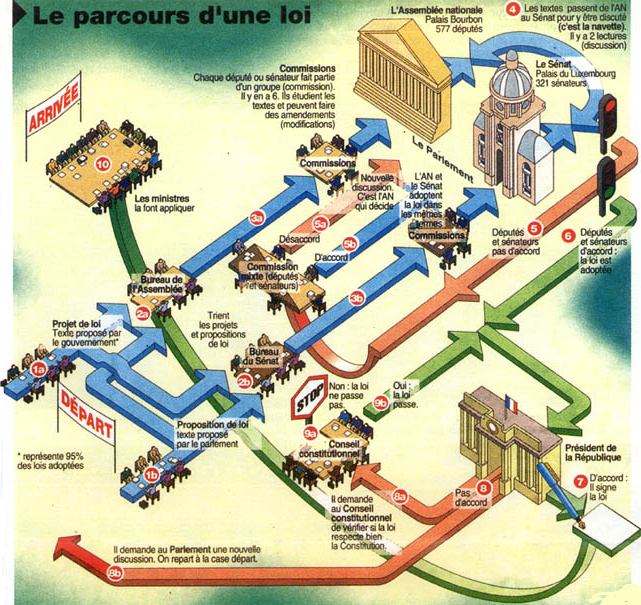 Le parcours d'une loi
L'Assemblée nationale
Palais Bourbon
577 députés
4 Les textes passent de l'AN
au Sénat pour y être discuté
(c'est la navette).
Il y a 2 lectures
(discussion)
Le Sénat
Palais du Luxembourg
321 sénateurs
Commissions
Chaque député ou sénateur fait partie
d'un groupe (commission).
Il y en a 6. Ils étudient les
textes et peuvent faire
des amendements
(modifications)
ARRIVÉE
10
Les ministres
la font appliquer
Commissions
Le Parlement
3a
Nouvelle
discussion.
C'est l'AN
qui décide
5a
Désaccord
L'AN et
le Sénat
adoptent
la loi dans
les mêmes
termes
5b
D'accord
Commissions
Commission
mixte (députés
et sénateurs)
3b
5
Députés
et sénateurs
pas d'accord
6
Députés
et sénateurs
d'accord :
la loi est
adoptée
Bureau de
l'Assemblée
2a
Trient
les projets
et propositions
de loi
Bureau
du Sénat
2b
Projet de loi
Texte proposé par
le gouvernement*
1a
DÉPART
* représente 95%
des lois adoptées
Proposition de loi
texte proposé
par le parlement
1b
STOP
Non : la loi
ne passe
pas.
9a
Oui :
la loi
passe.
9b
Conseil
constitutionnel
Président de
la République
7
D'accord :
Il signe
la loi
8
Pas
d'accord
8a
Il demande
au Conseil
constitutionnel
de vérifier si la loi
respecte bien
la Constitution.
Il demande au Parlement une nouvelle
discussion. On repart à la case départ.
8b